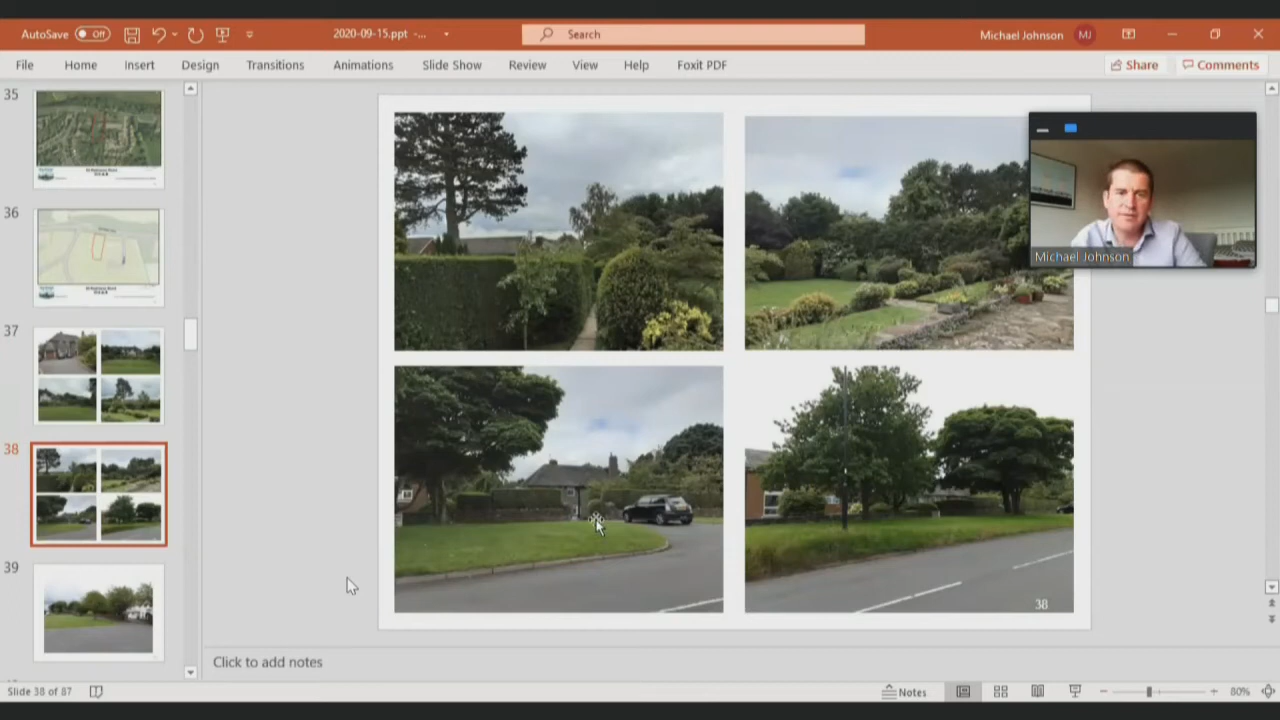 AutoSave Off 2020-09-15.ppt -... Search Michael Johnson MJ
File Home Insert Design Transitions Animations Slide Show Review View Help Foxit PDF Share Comments
35
36
37
38
39
Michael Johnson
38
Click to add notes
Slide 38 of 87 Notes 80%